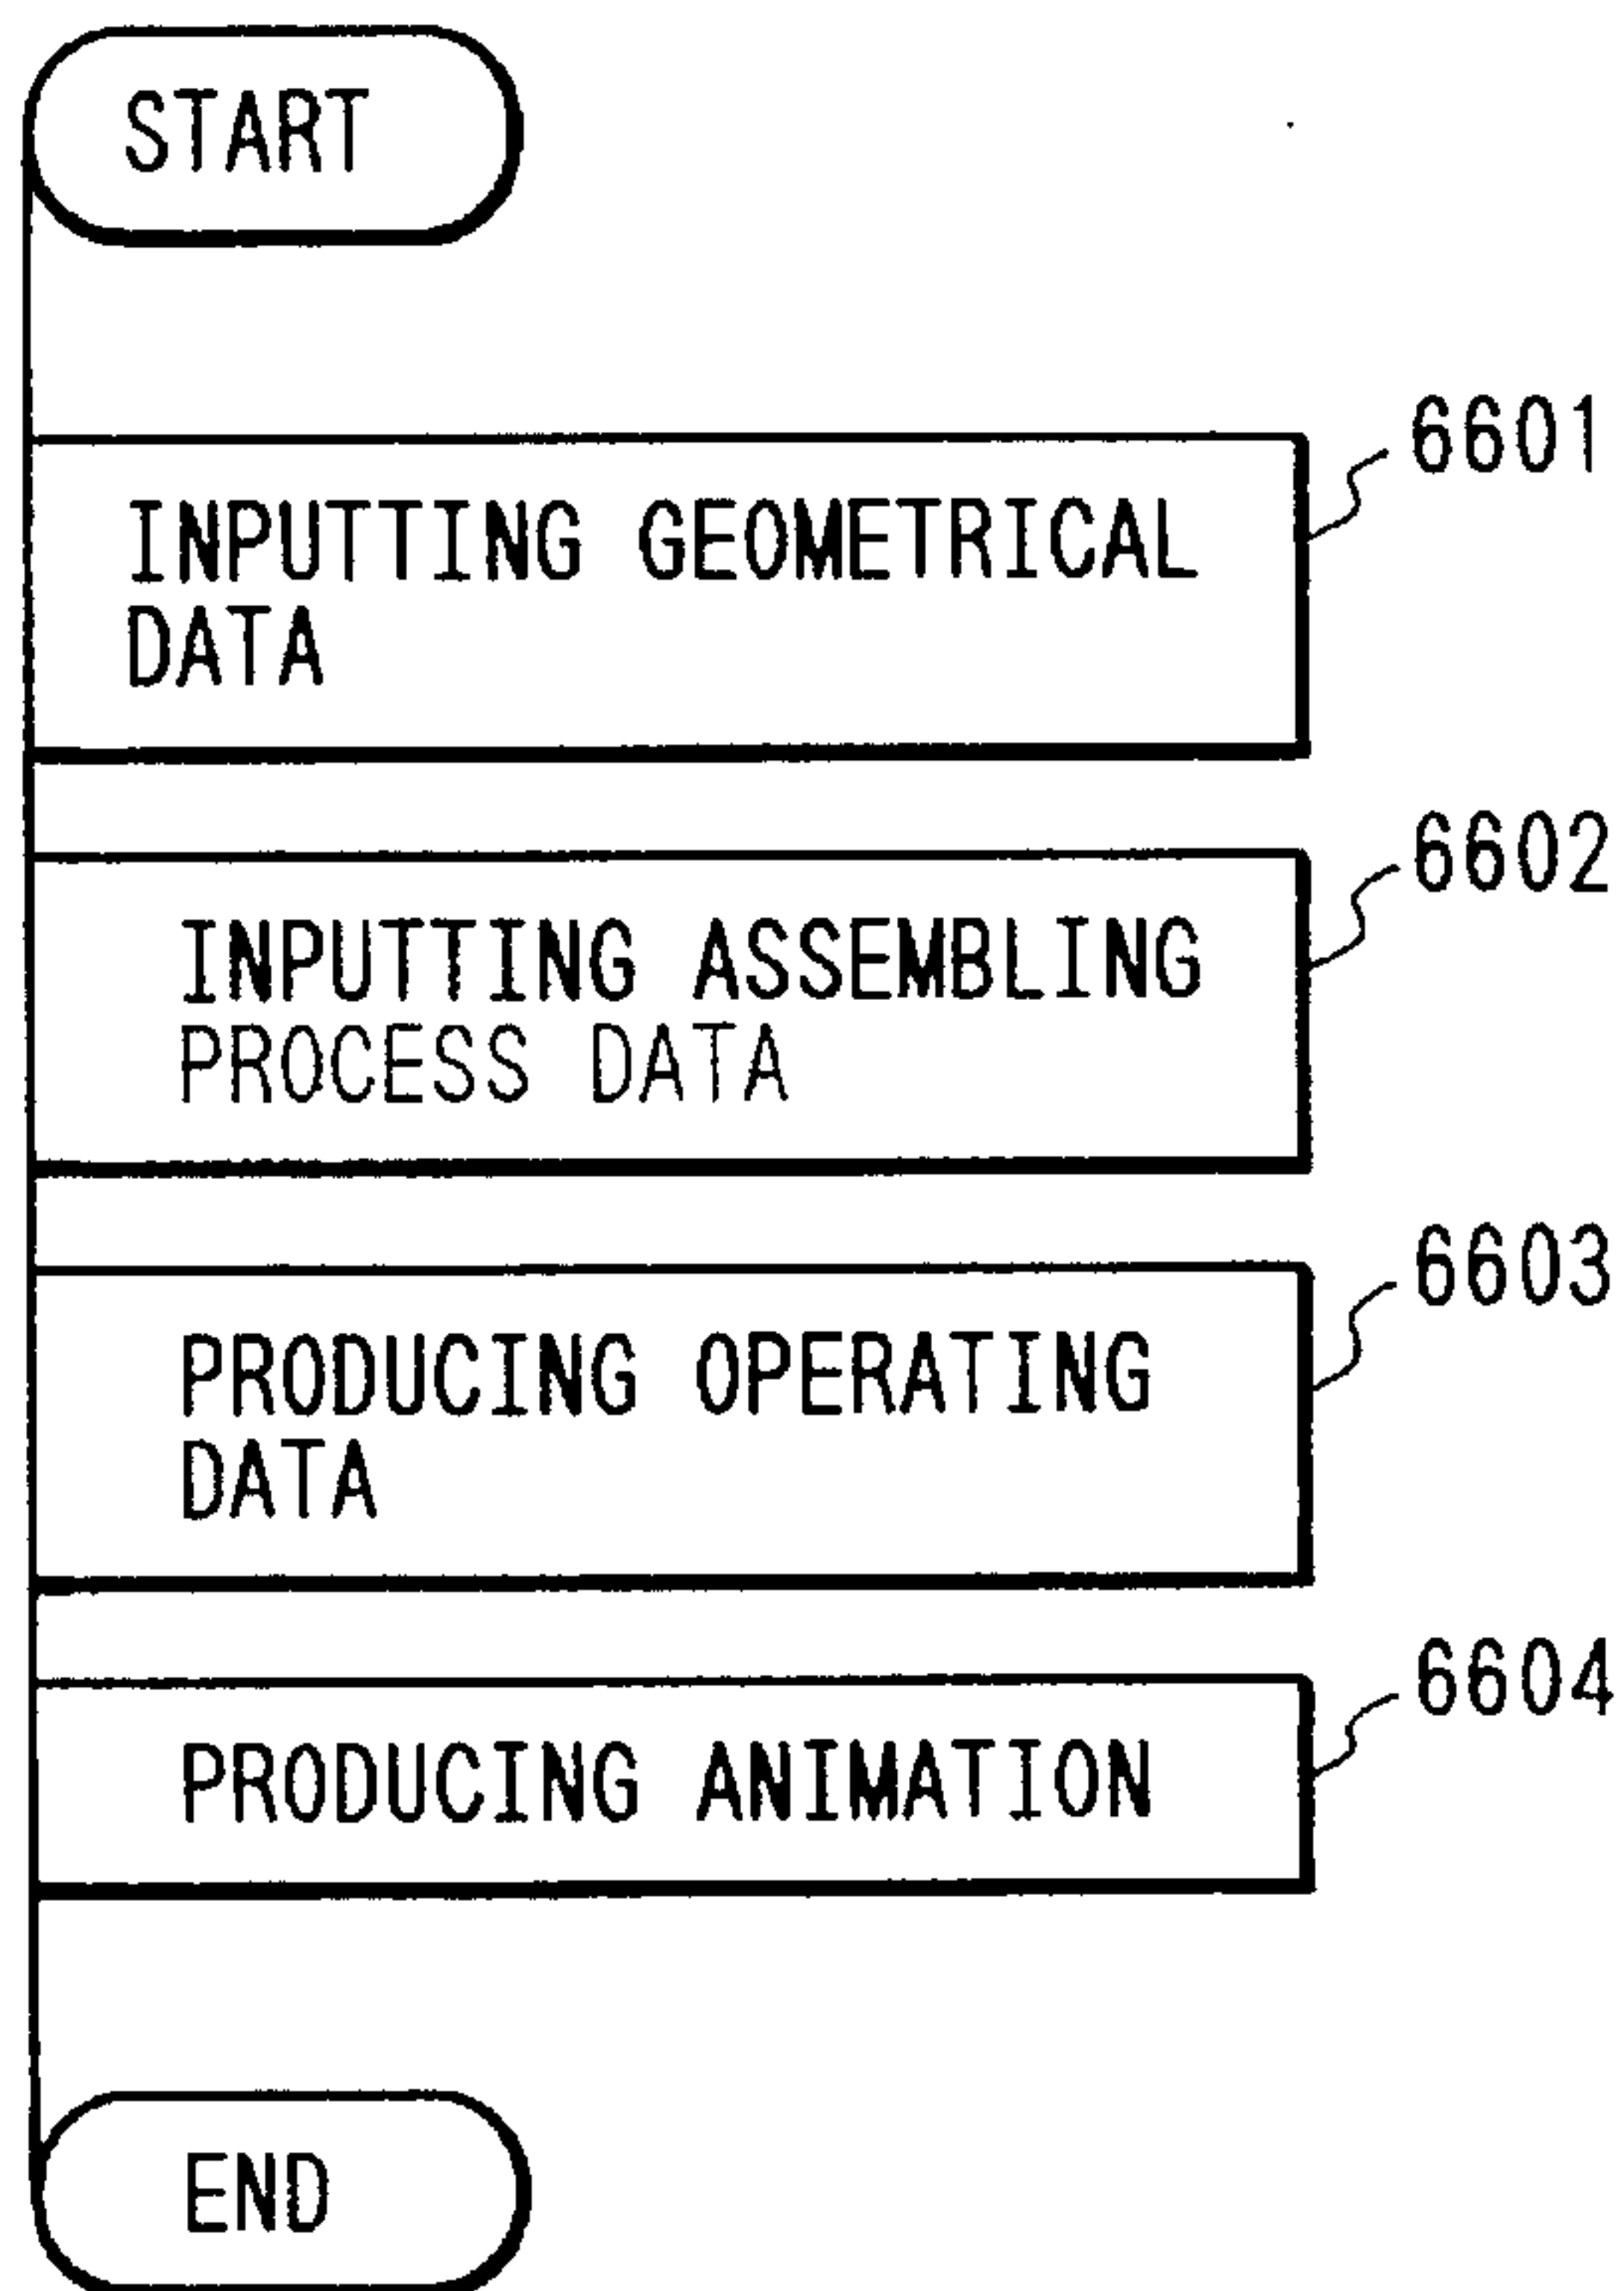 START
6601
INPUTTING GEOMETRICAL
DATA
6602
INPUTTING ASSEMBLING
PROCESS DATA
6603
PRODUCING OPERATING
DATA
6604
PRODUCING ANIMATION
END